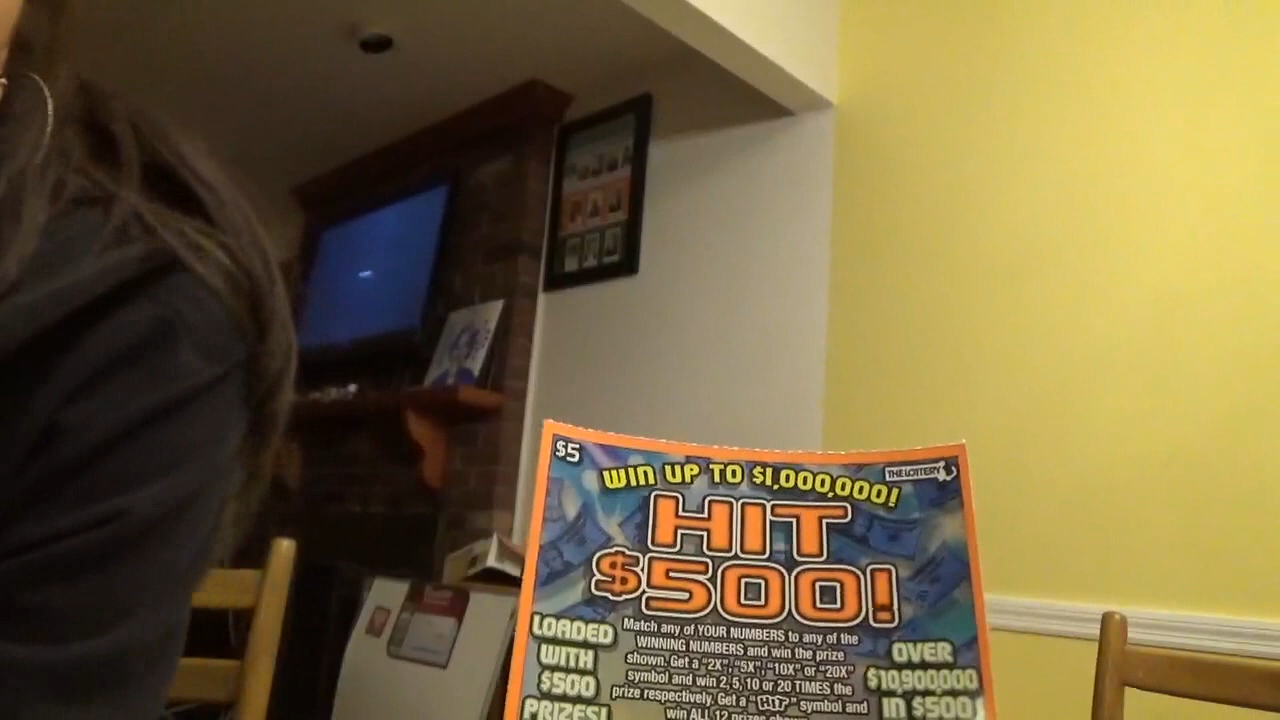 $5
WIN UP TO $1,000,000!
THE LOTTERY
HIT
$500!
LOADED
WITH
$500
PRIZES!
Match any of YOUR NUMBERS to any of the
WINNING NUMBERS and win the prize
shown. Get a "2X", "5X", "10X" or "20X"
symbol and win 2, 5, 10 or 20 TIMES the
prize respectively. Get a "HIT" symbol and
win ALL 12 prizes shown
OVER
$10,900,000
IN $500